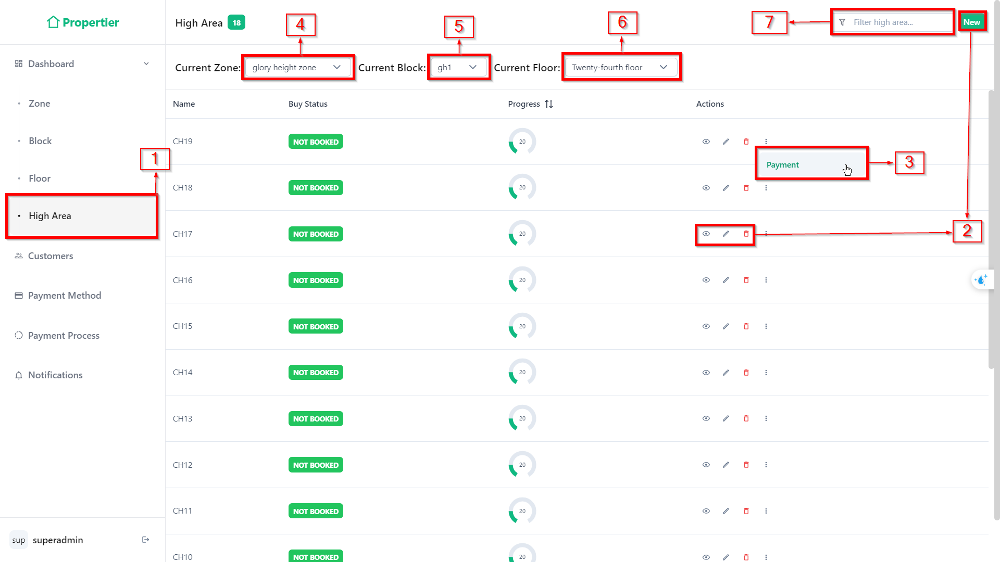 Propertier
High Area 18
4
5
6
7
Filter high area...
New
Dashboard
Current Zone: glory height zone Current Block: gh1 Current Floor: Twenty-fourth floor
Zone
Block
Floor
High Area
1
Customers
Payment Method
Payment Process
Notifications
sup superadmin
Name Buy Status Progress Actions
CH19 NOT BOOKED 20
Payment
3
CH18 NOT BOOKED 20
CH17 NOT BOOKED 20
2
CH16 NOT BOOKED 20
CH15 NOT BOOKED 20
CH14 NOT BOOKED 20
CH13 NOT BOOKED 20
CH12 NOT BOOKED 20
CH11 NOT BOOKED 20
CH10 NOT BOOKED 20